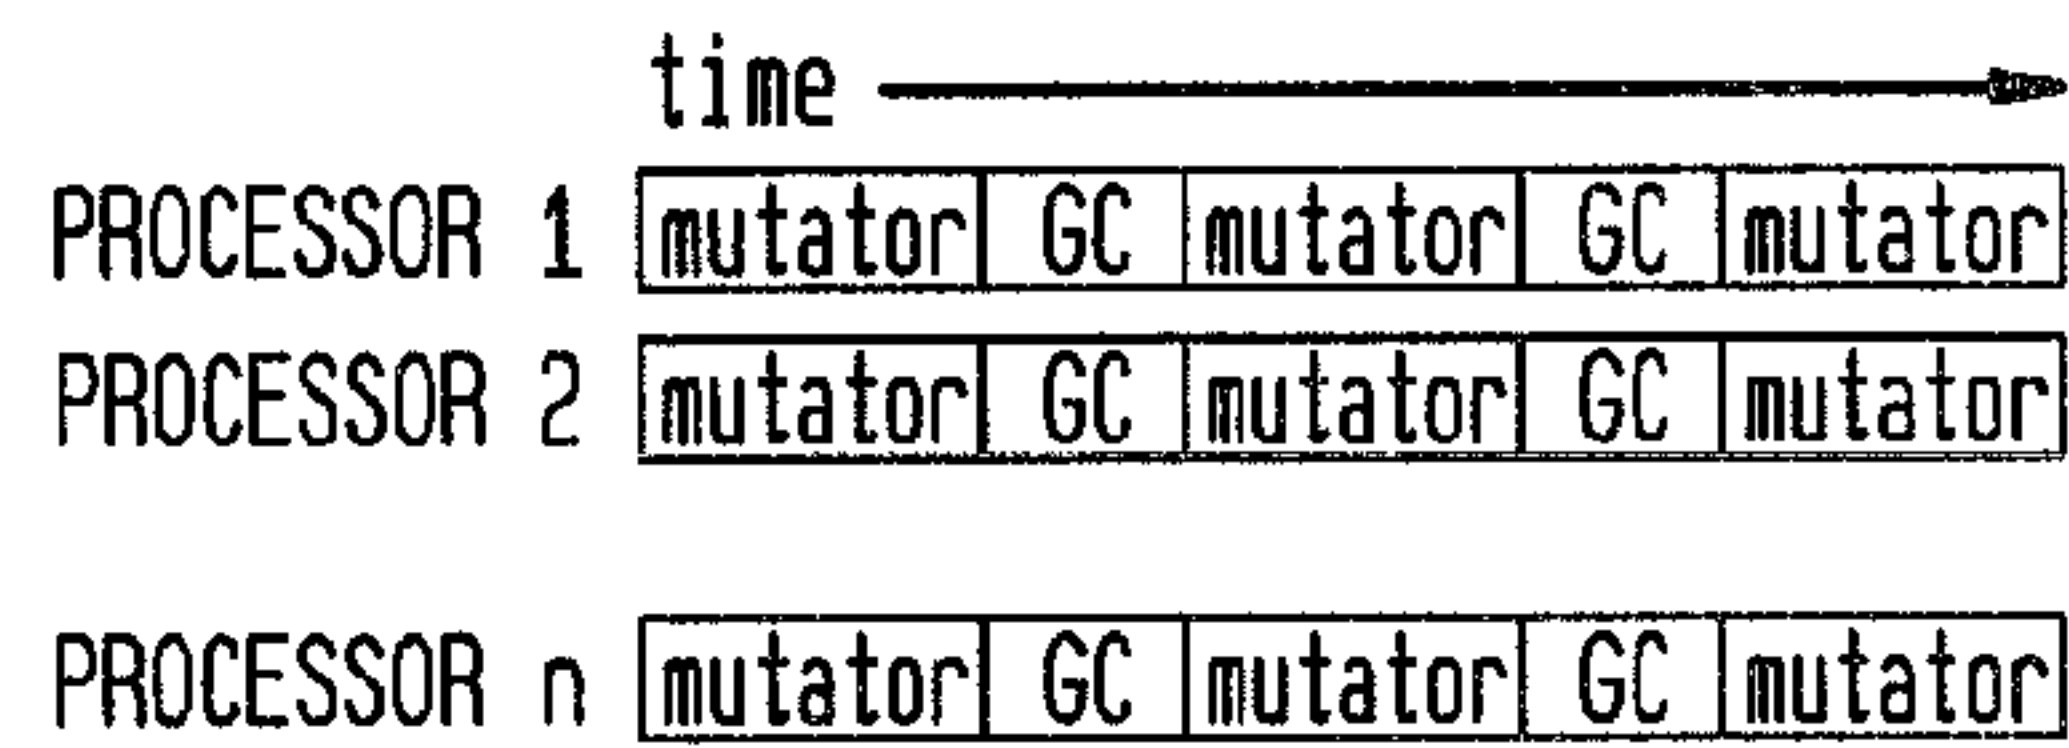 time
PROCESSOR 1 mutator GC mutator GC mutator
PROCESSOR 2 mutator GC mutator GC mutator
PROCESSOR n mutator GC mutator GC mutator